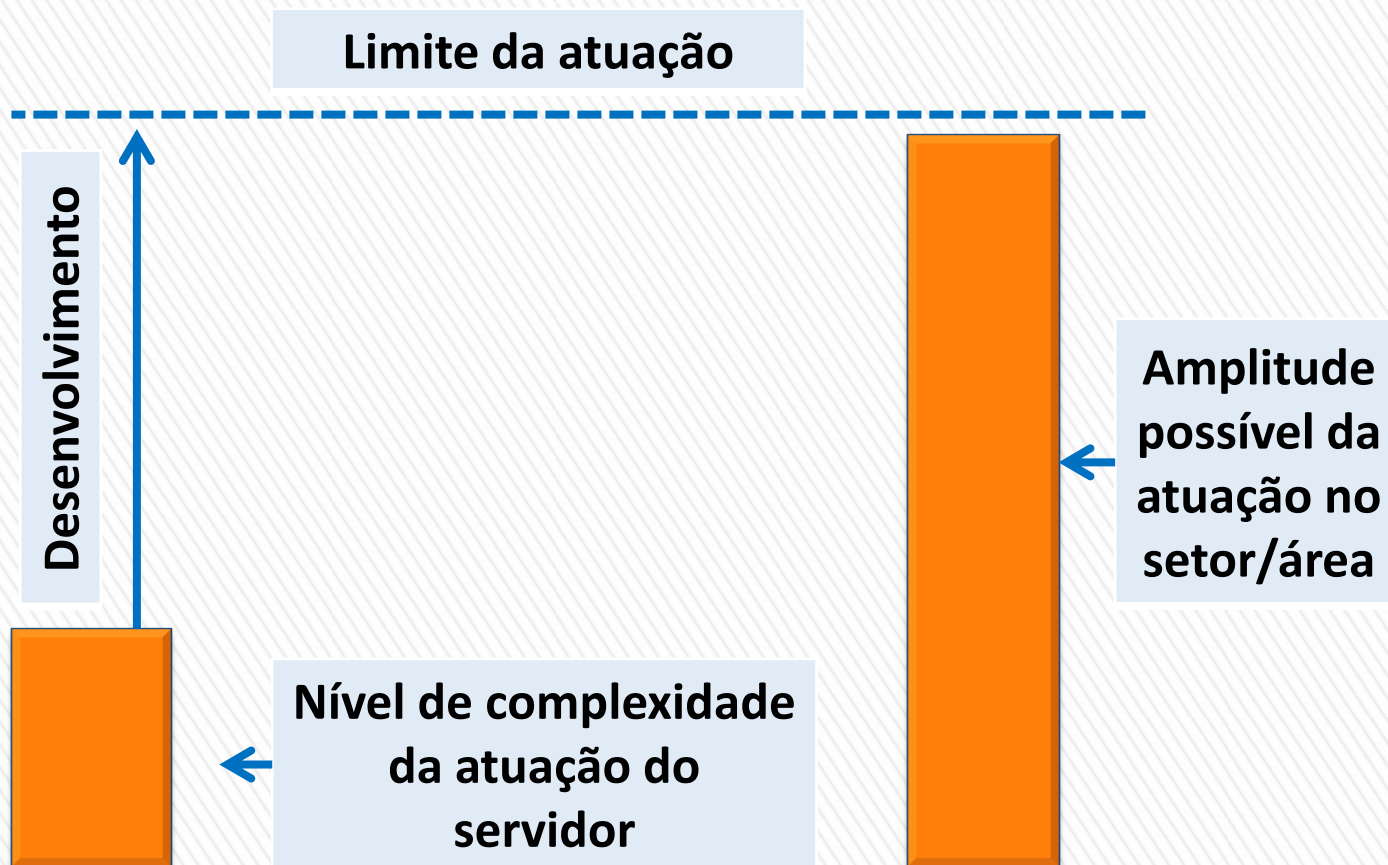 Limite da atuação
Desenvolvimento
Amplitude
possível da
atuação no
setor/área
Nível de complexidade
da atuação do
servidor